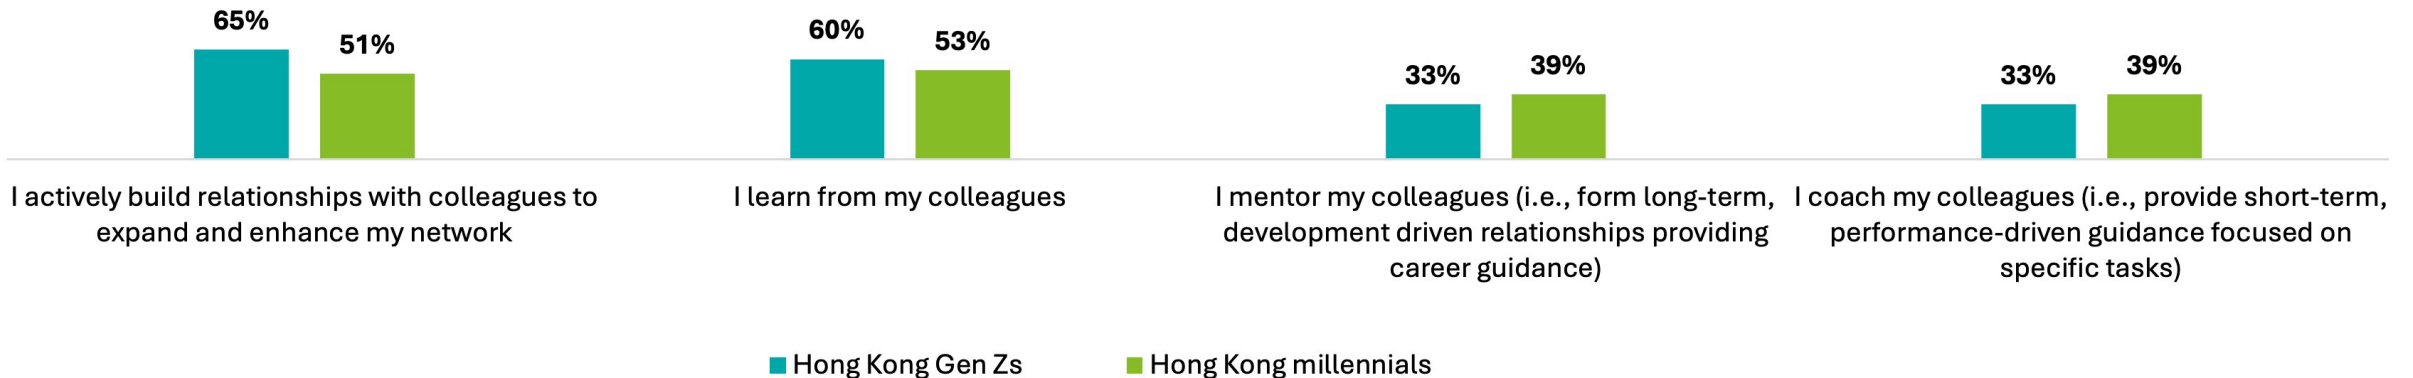 65%
51%
60%
53%
33%
39%
33%
39%
I actively build relationships with colleagues to
expand and enhance my network
I learn from my colleagues
I mentor my colleagues (i.e., form long-term,
development driven relationships providing
career guidance)
I coach my colleagues (i.e., provide short-term,
performance-driven guidance focused on
specific tasks)
Hong Kong Gen Zs
Hong Kong millennials